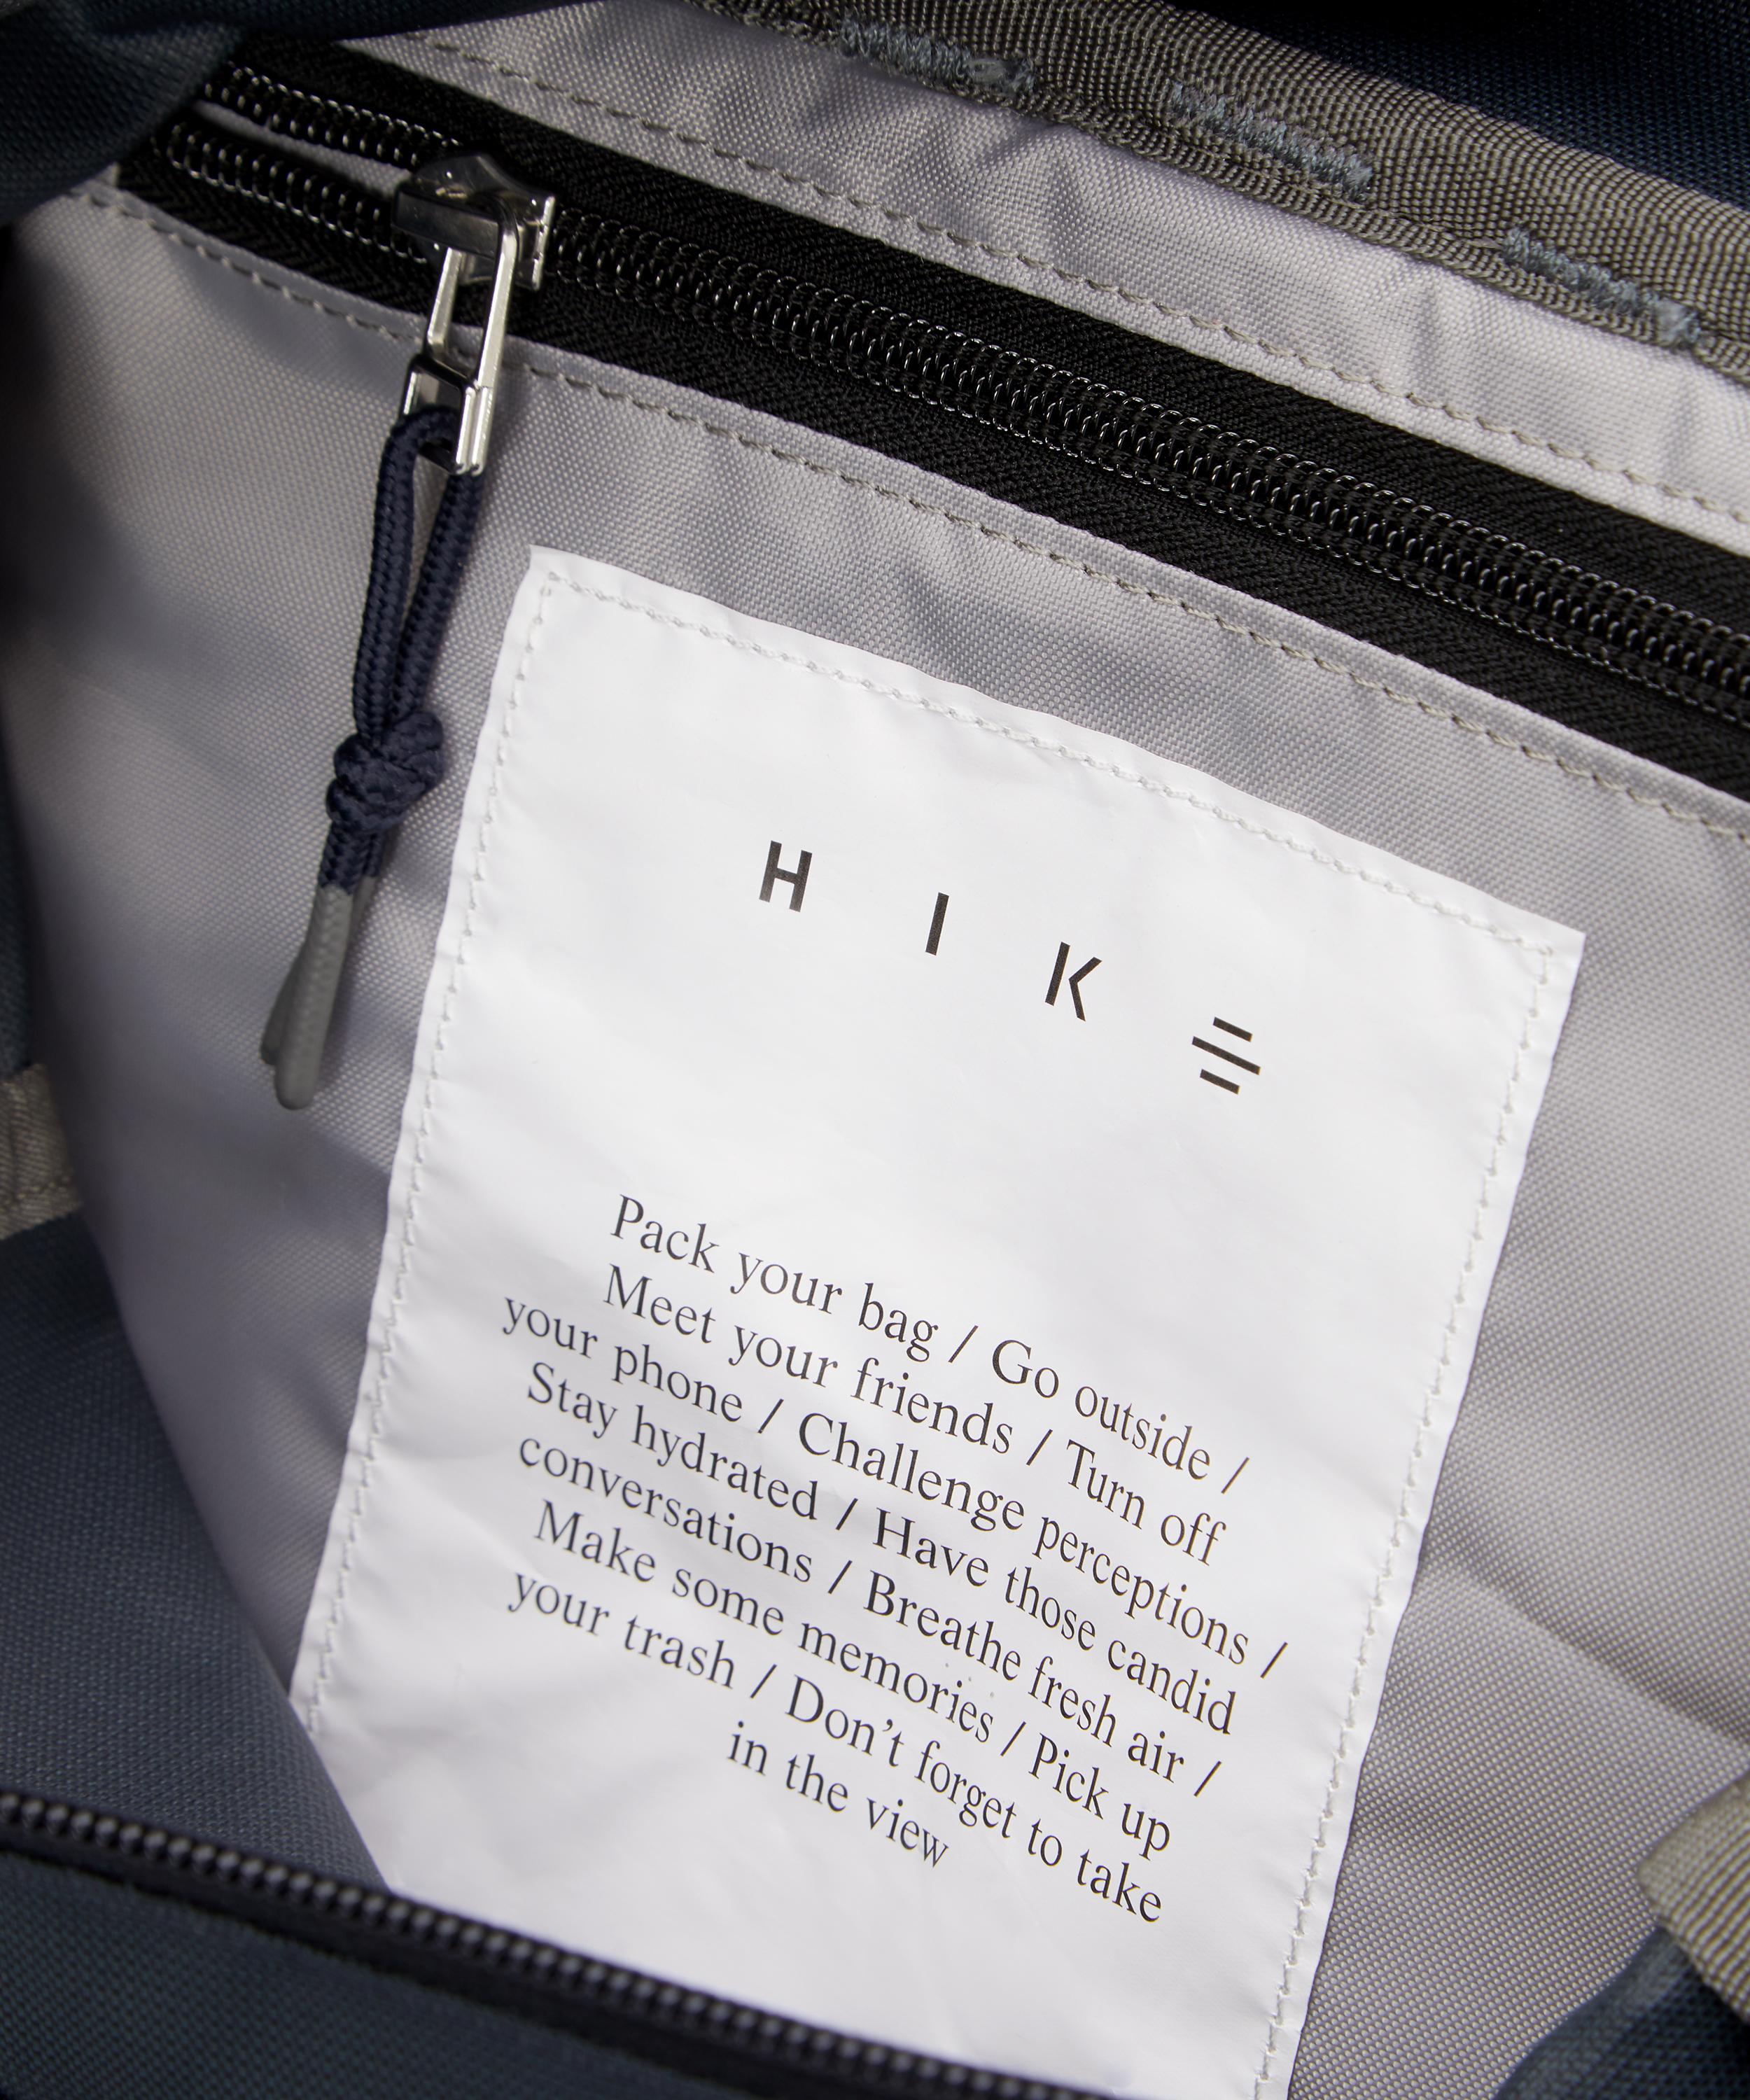 HIKE
Pack your bag / Go outside /
Meet your friends / Turn off
your phone / Challenge perceptions /
Stay hydrated / Have those candid
conversations / Breathe fresh air /
Make some memories / Pick up
your trash / Don’t forget to take
in the view